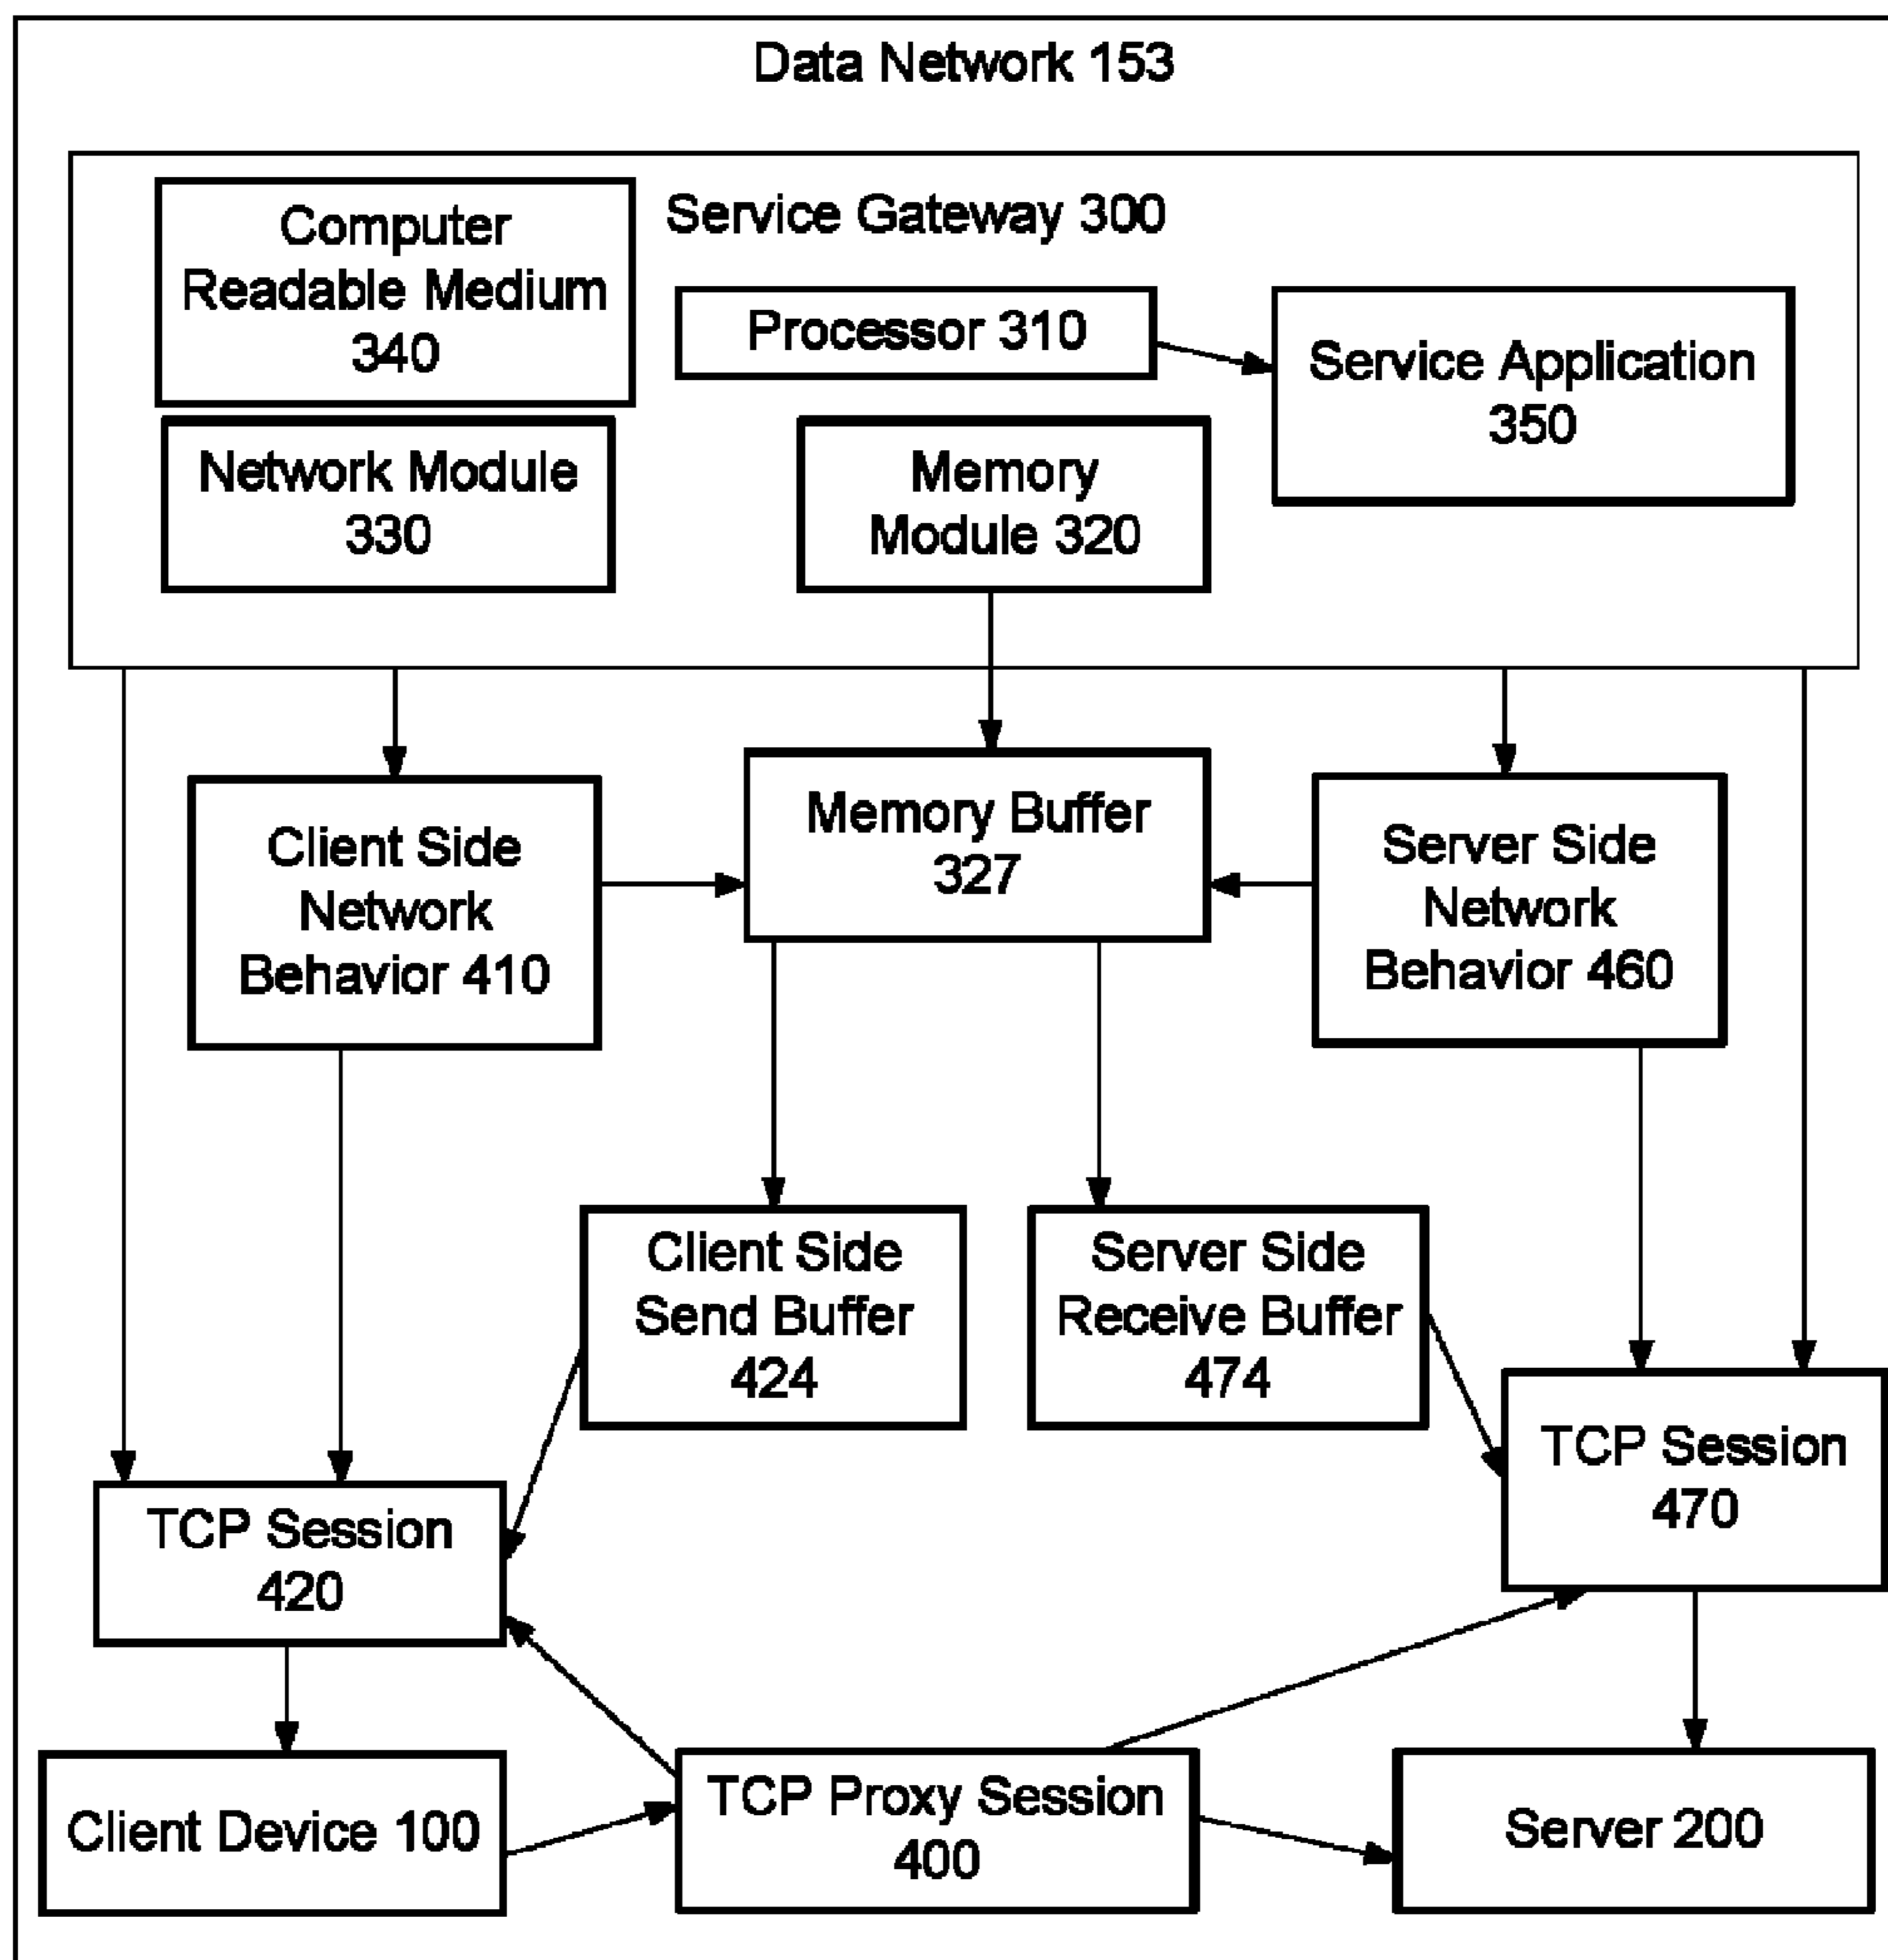 Data Network 153
Computer
Readable Medium
340
Service Gateway 300
Processor 310
Service Application
350
Network Module
330
Memory
Module 320
Client Side
Network
Behavior 410
Memory Buffer
327
Server Side
Network
Behavior 460
Client Side
Send Buffer
424
Server Side
Receive Buffer
474
TCP Session
420
TCP Session
470
Client Device 100
TCP Proxy Session
400
Server 200